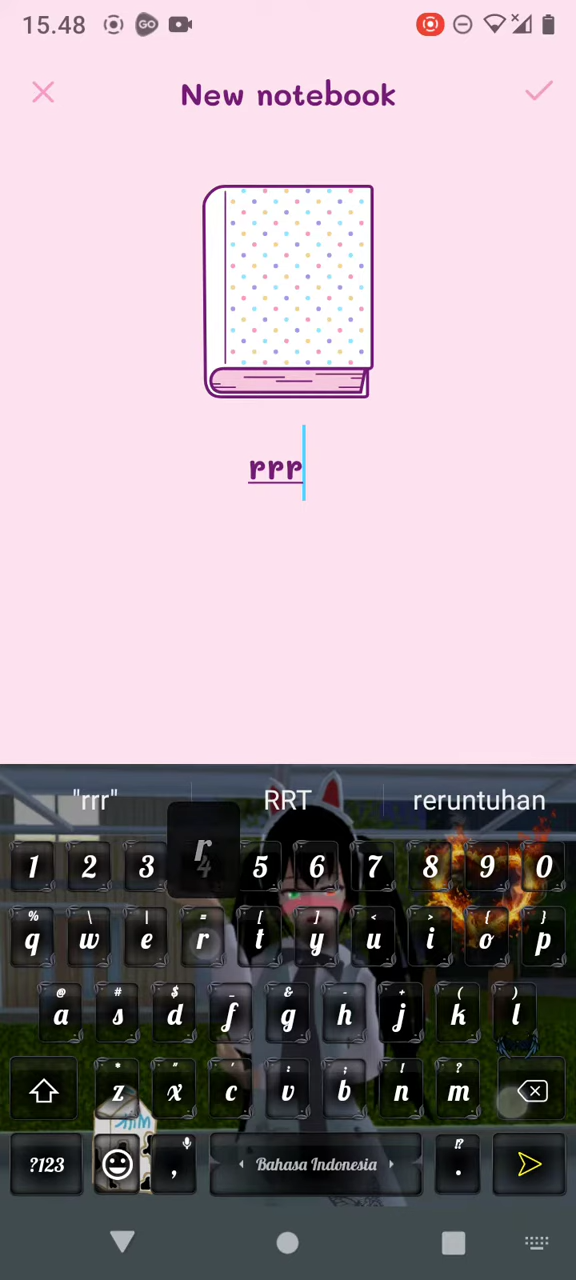 15.48 GO
New notebook
rrr
"rrr" RRT reruntuhan
r
4
1 2 3 5 6 7 8 9 0
% \ | = [ ] < > { }
q w e r t y u i o p
@ # $ _ & - + ( )
a s d f g h j k l
* " ' : ; ! ?
z x c v b n m
!?
?123 , Bahasa Indonesia .